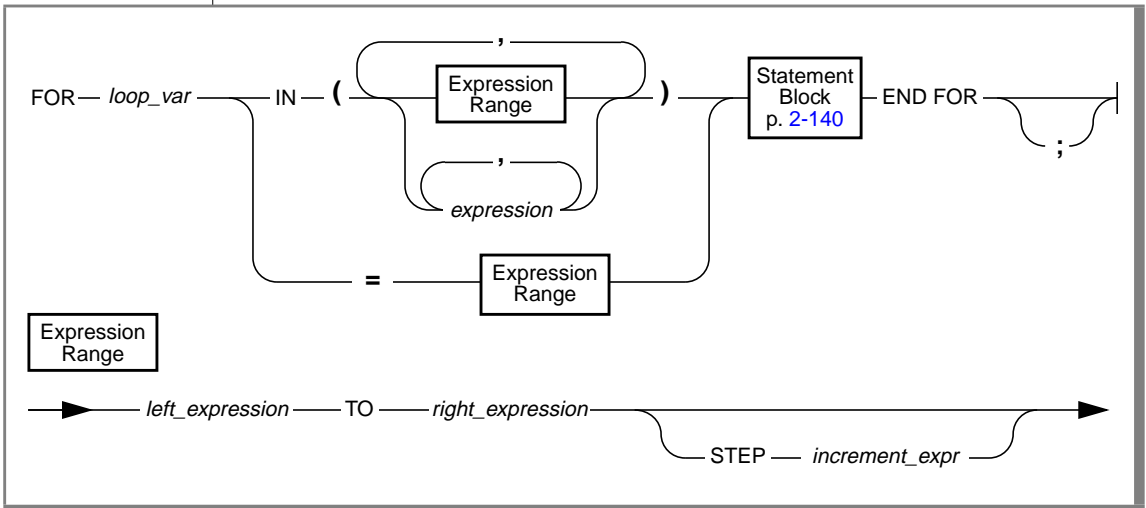 ,
FOR loop_var IN ( Expression Range ) Statement Block p. 2-140 END FOR
;
,
expression
= Expression Range
Expression Range
left_expression TO right_expression
STEP increment_expr